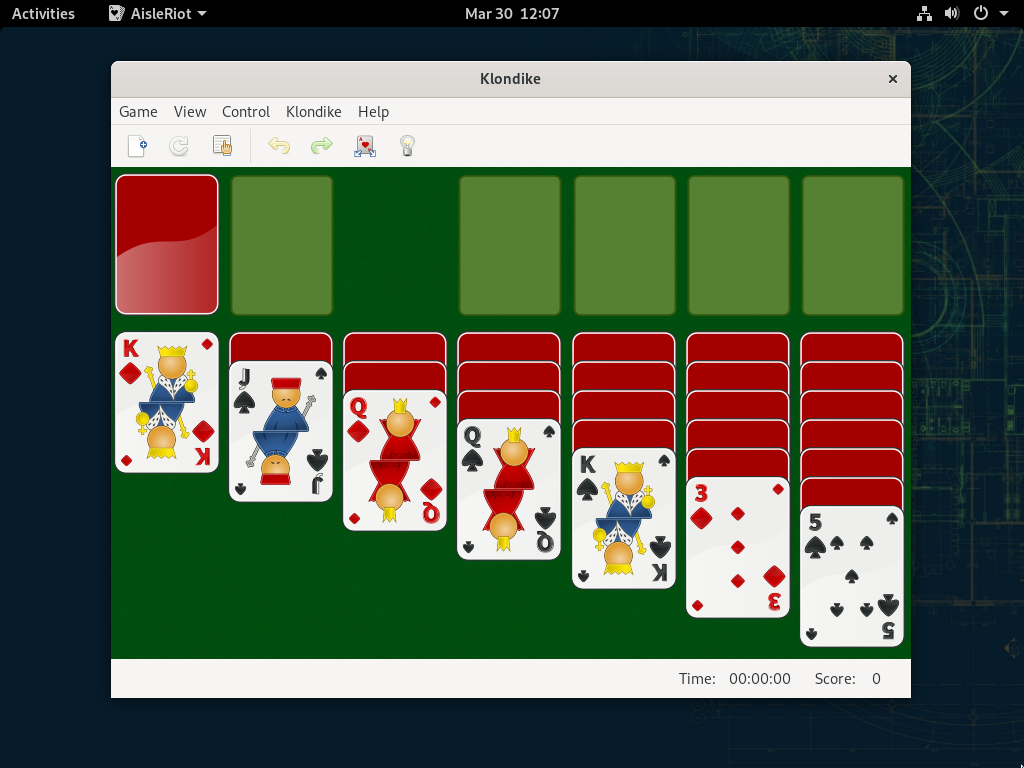 Activities AisleRiot Mar 30 12:07
Klondike
Game View Control Klondike Help
A
K
K
J
J
Q
Q
Q
Q
K
K
3
3
5
5
Time: 00:00:00 Score: 0